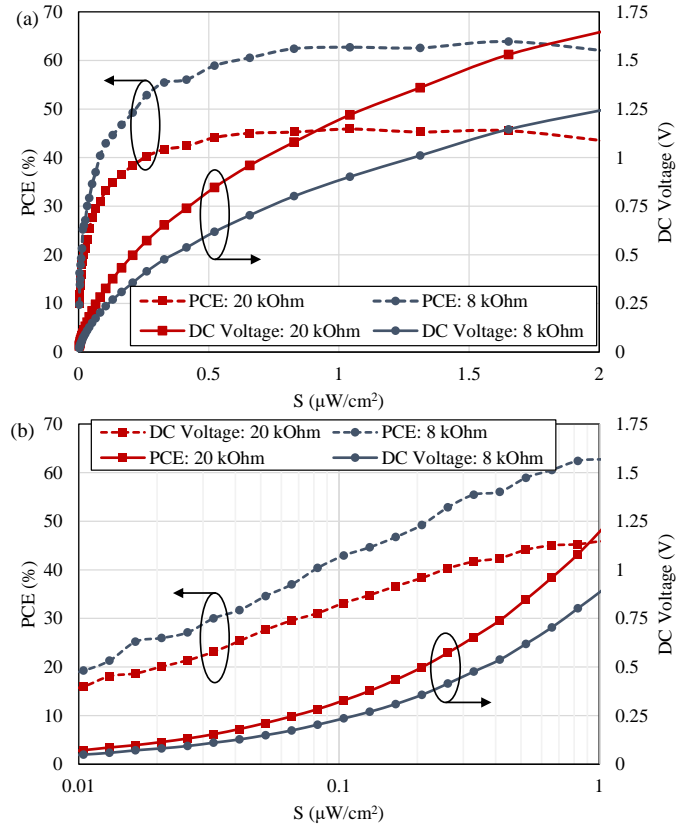 (a)
70
60
50
40
30
20
10
0
PCE (%)
1.75
1.5
1.25
1
0.75
0.5
0.25
0
DC Voltage (V)
PCE: 20 kOhm
PCE: 8 kOhm
DC Voltage: 20 kOhm
DC Voltage: 8 kOhm
0 0.5 1 1.5 2
S (μW/cm²)
(b)
70
60
50
40
30
20
10
0
PCE (%)
1.75
1.5
1.25
1
0.75
0.5
0.25
0
DC Voltage (V)
DC Voltage: 20 kOhm
PCE: 8 kOhm
PCE: 20 kOhm
DC Voltage: 8 kOhm
0.01 0.1 1
S (μW/cm²)